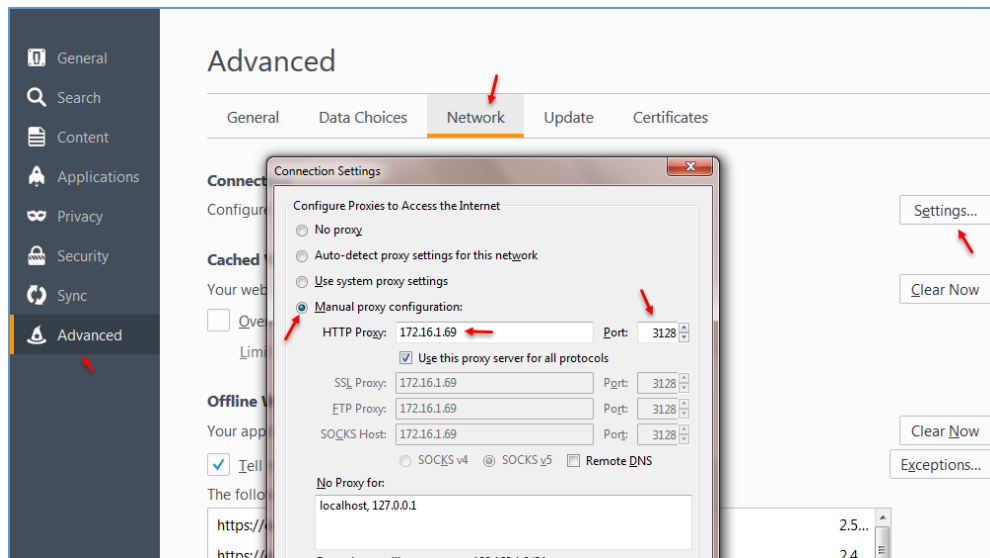 General
Search
Content
Applications
Privacy
Security
Sync
Advanced
Advanced
General Data Choices Network Update Certificates
Connect
Configure
Settings...
Cached
Your web
Clear Now
Over
Limi
Offline
Your app
Clear Now
Tell
Exceptions...
The follo
https://
2.5...
https://
2.4
Connection Settings
Configure Proxies to Access the Internet
No proxy
Auto-detect proxy settings for this network
Use system proxy settings
Manual proxy configuration:
HTTP Proxy: 172.16.1.69 Port: 3128
Use this proxy server for all protocols
SSL Proxy: 172.16.1.69 Port: 3128
FTP Proxy: 172.16.1.69 Port: 3128
SOCKS Host: 172.16.1.69 Port: 3128
SOCKS v4 SOCKS v5 Remote DNS
No Proxy for:
localhost, 127.0.0.1